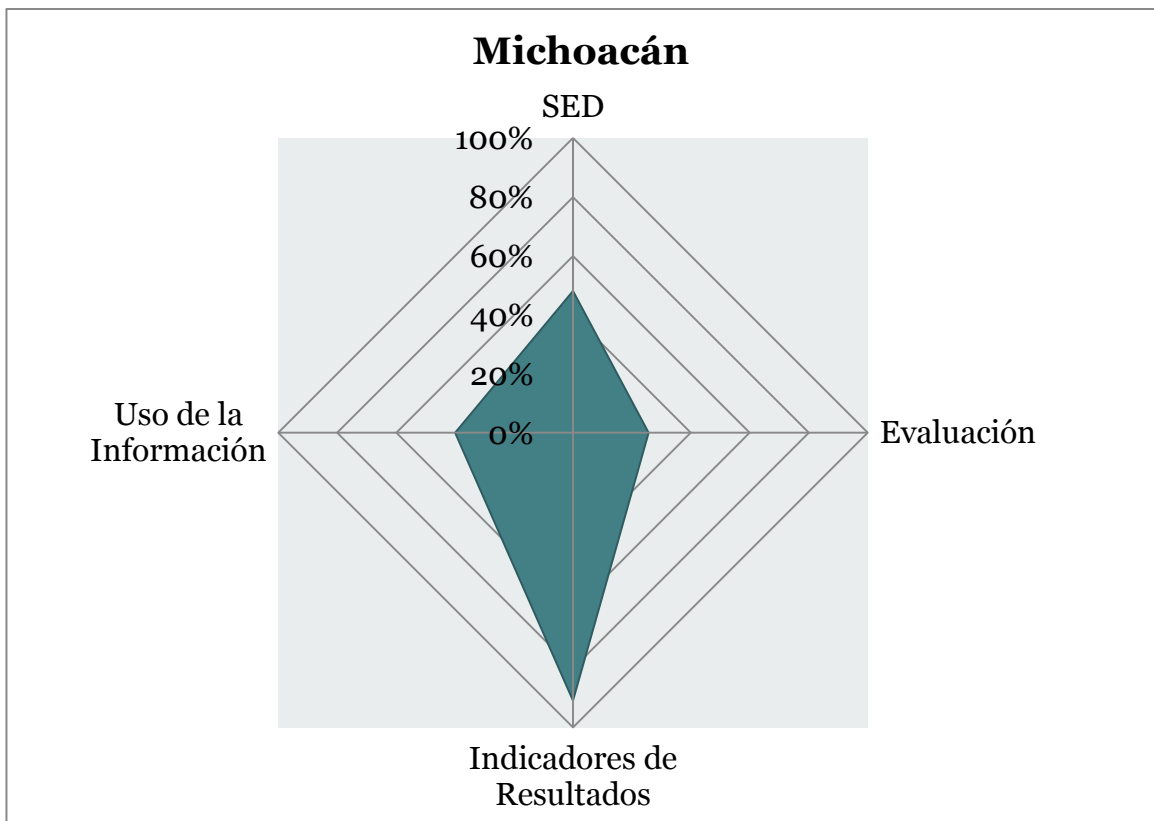 Michoacán
SED
100%
80%
60%
40%
20%
0%
Uso de la
Información
Evaluación
Indicadores de
Resultados